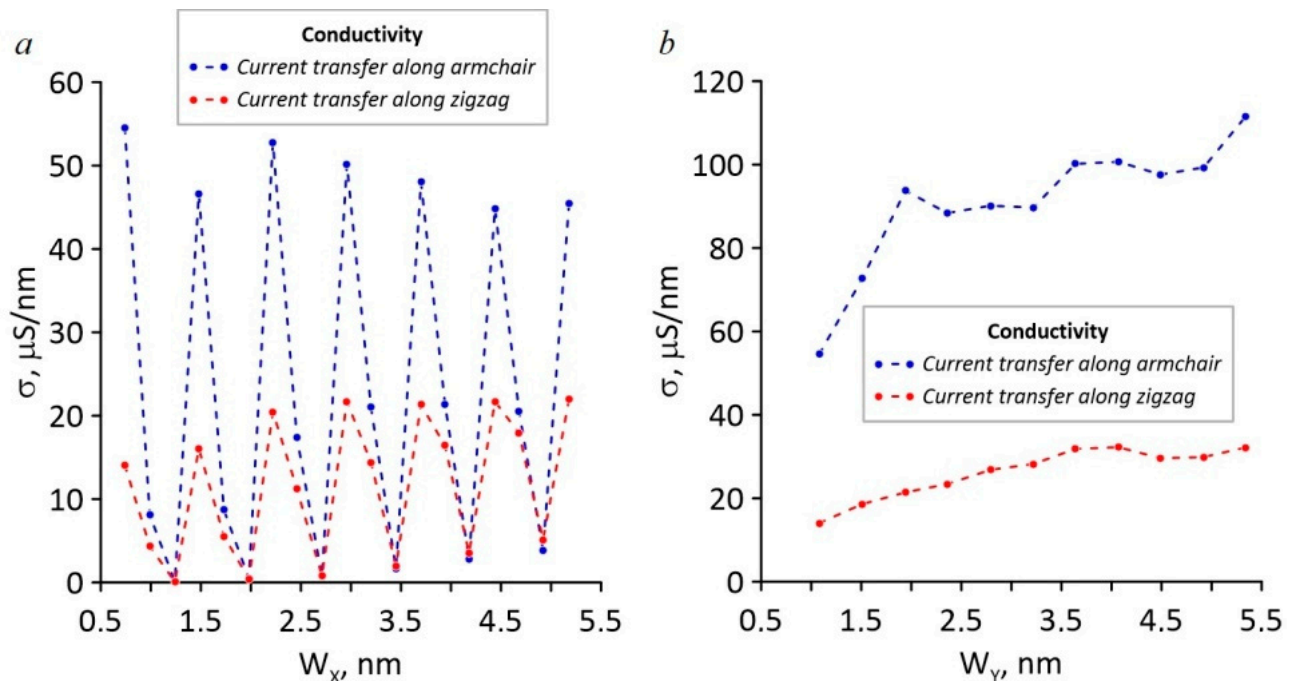 a
Conductivity
Current transfer along armchair
Current transfer along zigzag
60
50
40
30
20
10
0
σ, μS/nm
0.5 1.5 2.5 3.5 4.5 5.5
Wx, nm
b
120
100
80
60
40
20
0
σ, μS/nm
Conductivity
Current transfer along armchair
Current transfer along zigzag
0.5 1.5 2.5 3.5 4.5 5.5
WY, nm